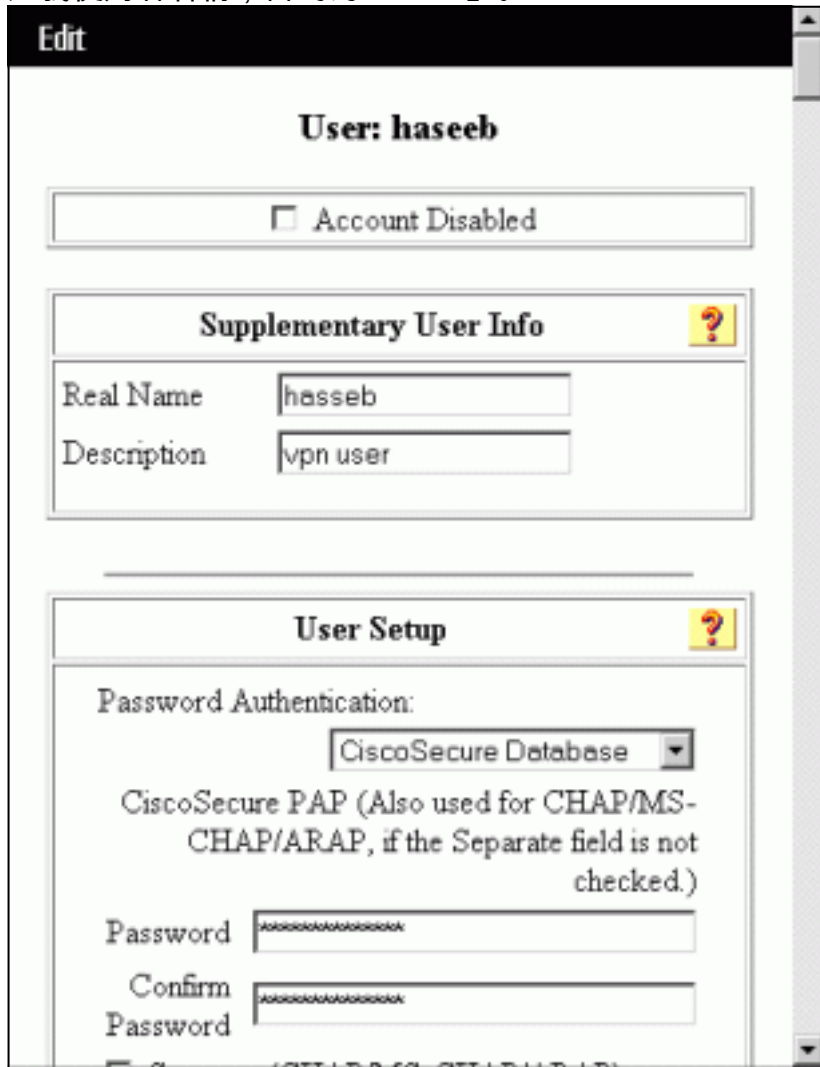 Edit
User: haseeb
Account Disabled
Supplementary User Info
Real Name hasseb
Description vpn user
User Setup
Password Authentication:
CiscoSecure Database
CiscoSecure PAP (Also used for CHAP/MS-
CHAP/ARAP, if the Separate field is not
checked.)
Password **************
Confirm
Password **************